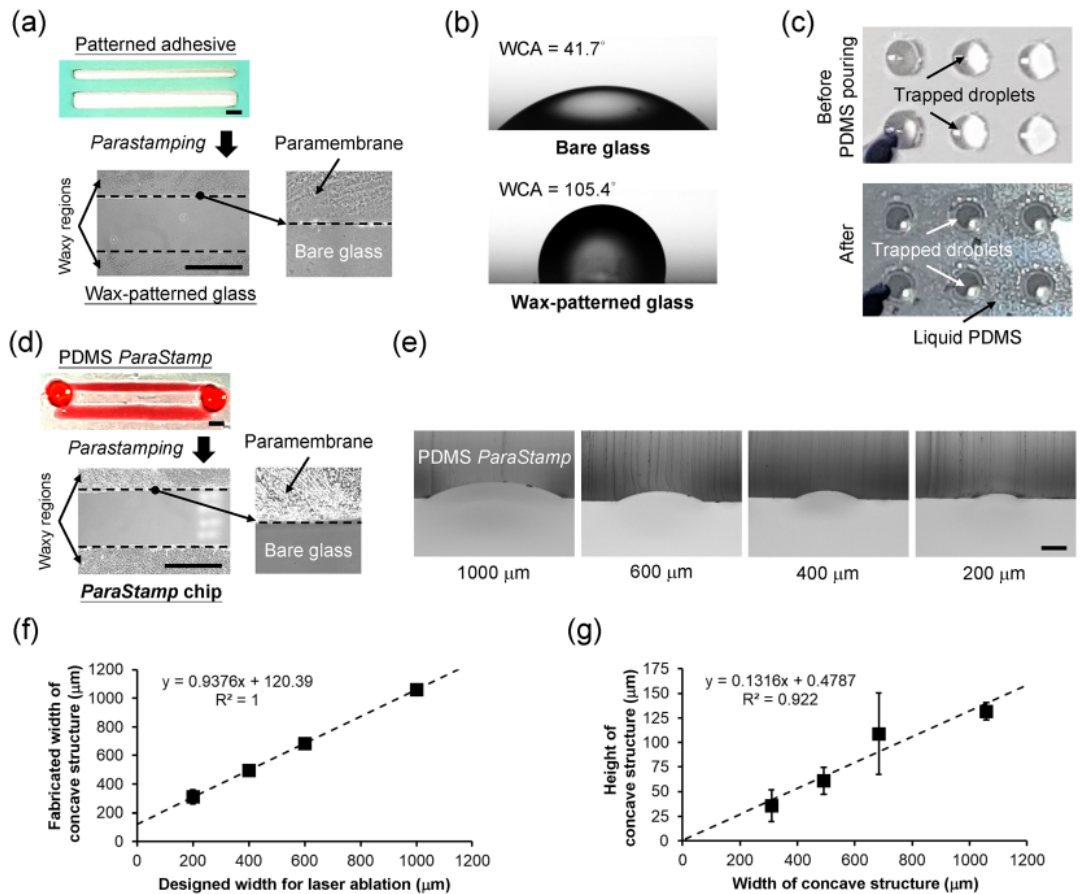 (a)
Patterned adhesive
Parastamping
Paramembrane
Waxy regions
Bare glass
Wax-patterned glass
(b)
WCA = 41.7°
Bare glass
WCA = 105.4°
Wax-patterned glass
(c)
Before
PDMS pouring
Trapped droplets
After
Trapped droplets
Liquid PDMS
(d)
PDMS ParaStamp
Parastamping
Paramembrane
Waxy regions
Bare glass
ParaStamp chip
(e)
PDMS ParaStamp
1000 μm
600 μm
400 μm
200 μm
(f)
Fabricated width of
concave structure (μm)
1200
1000
800
600
400
200
0
y = 0.9376x + 120.39
R² = 1
0 200 400 600 800 1000 1200
Designed width for laser ablation (μm)
(g)
Height of
concave structure (μm)
175
150
125
100
75
50
25
0
y = 0.1316x + 0.4787
R² = 0.922
0 200 400 600 800 1000 1200
Width of concave structure (μm)